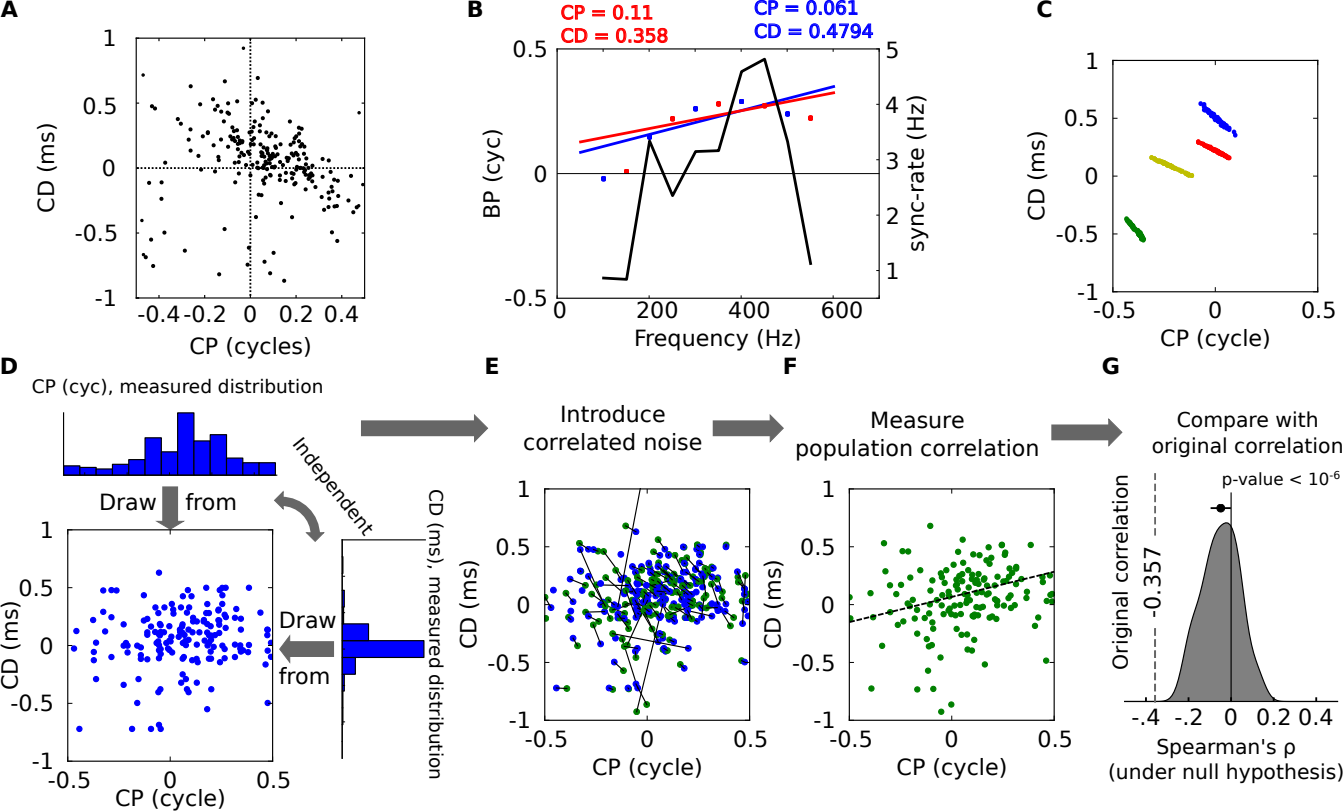 A
1
0.5
0
-0.5
-1
CD (ms)
-0.4
-0.2
0
0.2
0.4
CP (cycles)
B
CP = 0.11
CD = 0.358
CP = 0.061
CD = 0.4794
0.5
0
-0.5
BP (cyc)
5
4
3
2
1
sync-rate (Hz)
0
200
400
600
Frequency (Hz)
C
1
0.5
0
-0.5
-1
CD (ms)
-0.5
0
0.5
CP (cycle)
D
CP (cyc), measured distribution
Draw from
Independent
1
0.5
0
-0.5
-1
CD (ms)
-0.5
0
0.5
CP (cycle)
Draw
from
CD (ms), measured distribution
E
Introduce
correlated noise
1
0.5
0
-0.5
-1
CD (ms)
-0.5
0
0.5
CP (cycle)
F
Measure
population correlation
1
0.5
0
-0.5
-1
CD (ms)
-0.5
0
0.5
CP (cycle)
G
Compare with
original correlation
p-value < 10⁻⁶
Original correlation
-0.357
-.4
-.2
0
0.2
0.4
Spearman's ρ
(under null hypothesis)